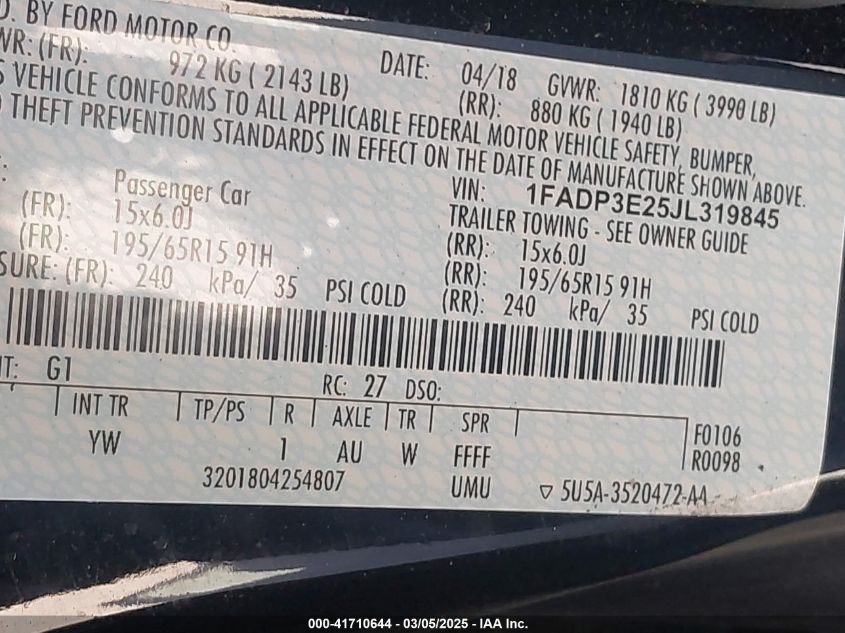 D. BY FORD MOTOR CO.
WR: (FR): 972 KG ( 2143 LB) DATE: 04/18 GVWR: 1810 KG ( 3990 LB)
(RR): 880 KG ( 1940 LB)
S VEHICLE CONFORMS TO ALL APPLICABLE FEDERAL MOTOR VEHICLE SAFETY, BUMPER,
THEFT PREVENTION STANDARDS IN EFFECT ON THE DATE OF MANUFACTURE SHOWN ABOVE.
VIN: 1FADP3E25JL319845
Passenger Car TRAILER TOWING - SEE OWNER GUIDE
(FR): 15x6.0J (RR): 15x6.0J
(FR): 195/65R15 91H (RR): 195/65R15 91H
SURE: (FR): 240 kPa/ 35 PSI COLD (RR): 240 kPa/ 35 PSI COLD
NT: G1 RC: 27 DSO:
INT TR TP/PS R AXLE TR SPR F0106
YW 1 AU W FFFF R0098
3201804254807 UMU ▽ 5U5A-3520472-AA
000-41710644 - 03/05/2025 - IAA Inc.